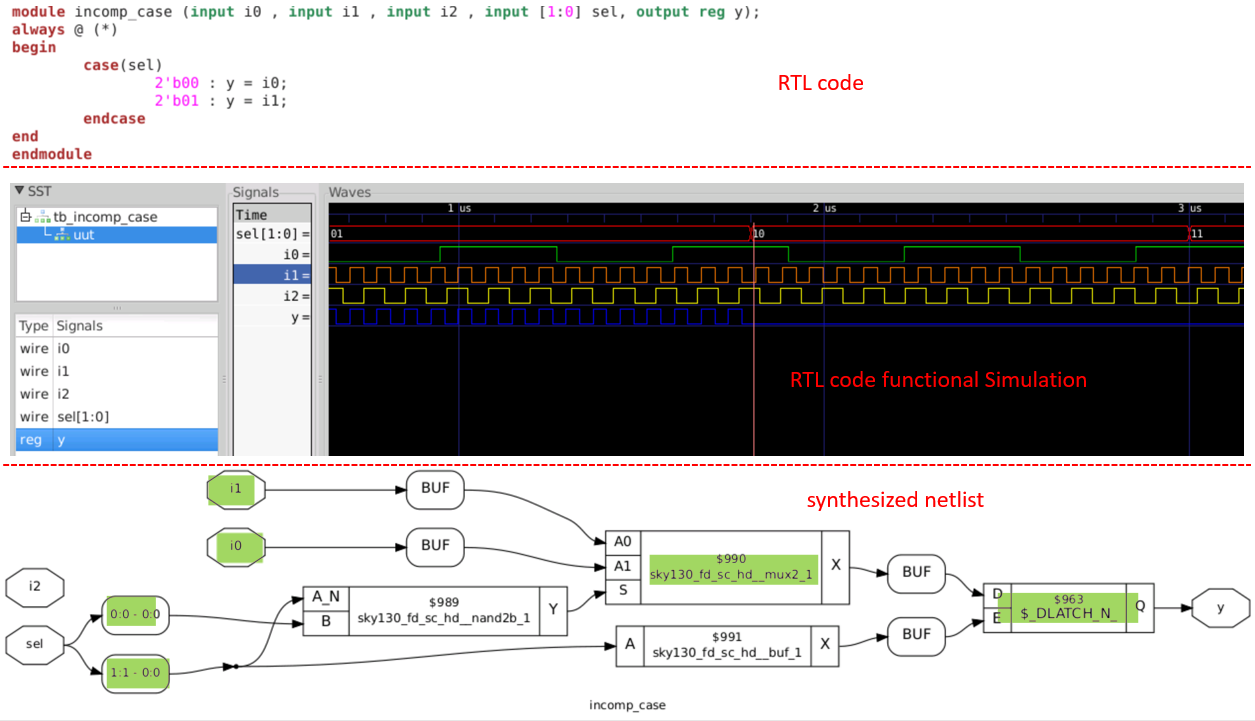 module incomp_case (input i0 , input i1 , input i2 , input [1:0] sel, output reg y);
always @ (*)
begin
case(sel)
2'b00 : y = i0;
2'b01 : y = i1;
endcase
end
endmodule
RTL code
SST
tb_incomp_case
uut
Type Signals
wire i0
wire i1
wire i2
wire sel[1:0]
reg y
Signals
Time
sel[1:0] =
i0 =
i1 =
i2 =
y =
Waves
1 us 2 us 3 us
01 10 11
RTL code functional Simulation
synthesized netlist
i1
BUF
i0
BUF
i2
sel
0:0 - 0:0
1:1 - 0:0
A_N
B
$989
sky130_fd_sc_hd__nand2b_1
Y
A0
A1
S
$990
sky130_fd_sc_hd__mux2_1
X
A
$991
sky130_fd_sc_hd__buf_1
X
BUF
BUF
D
E
$963
$_DLATCH_N_
Q
y
incomp_case